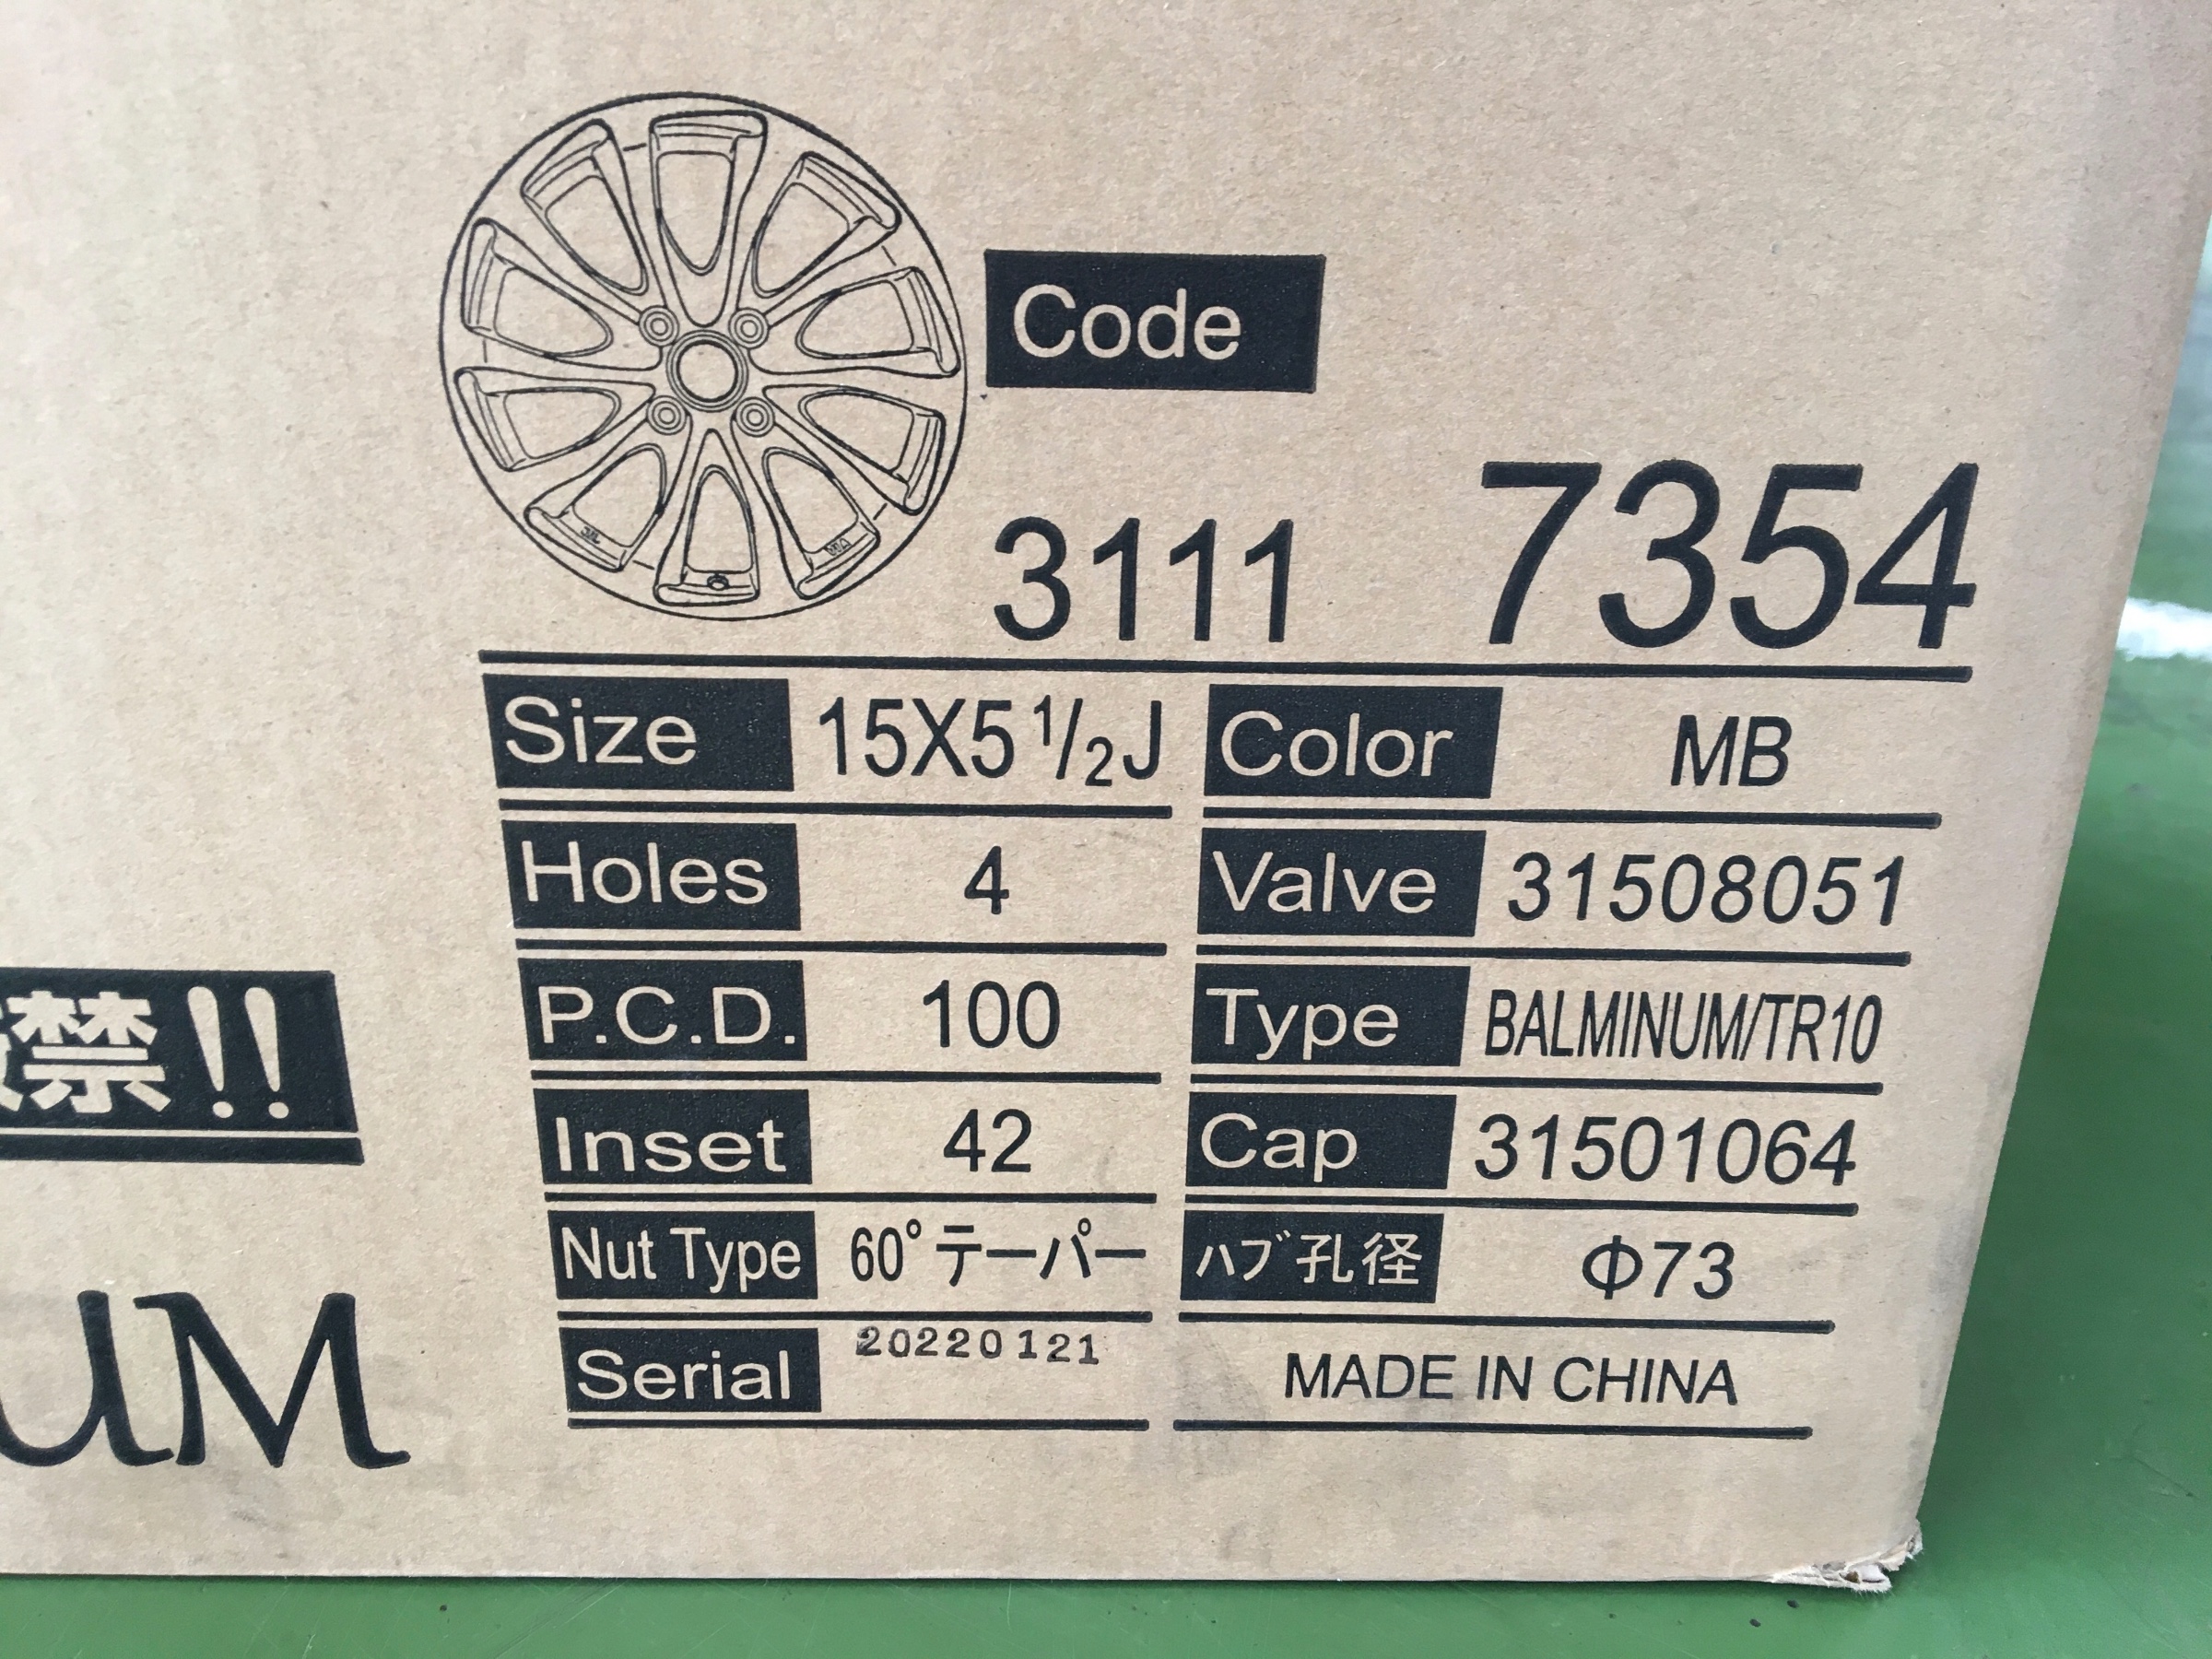 Code
3111 7354
Size 15X5 1/2J Color MB
Holes 4 Valve 31508051
P.C.D. 100 Type BALMINUM/TR10
Inset 42 Cap 31501064
Nut Type 60°テーパー ハブ孔径 Φ73
Serial 20220121 MADE IN CHINA
禁!!
UM